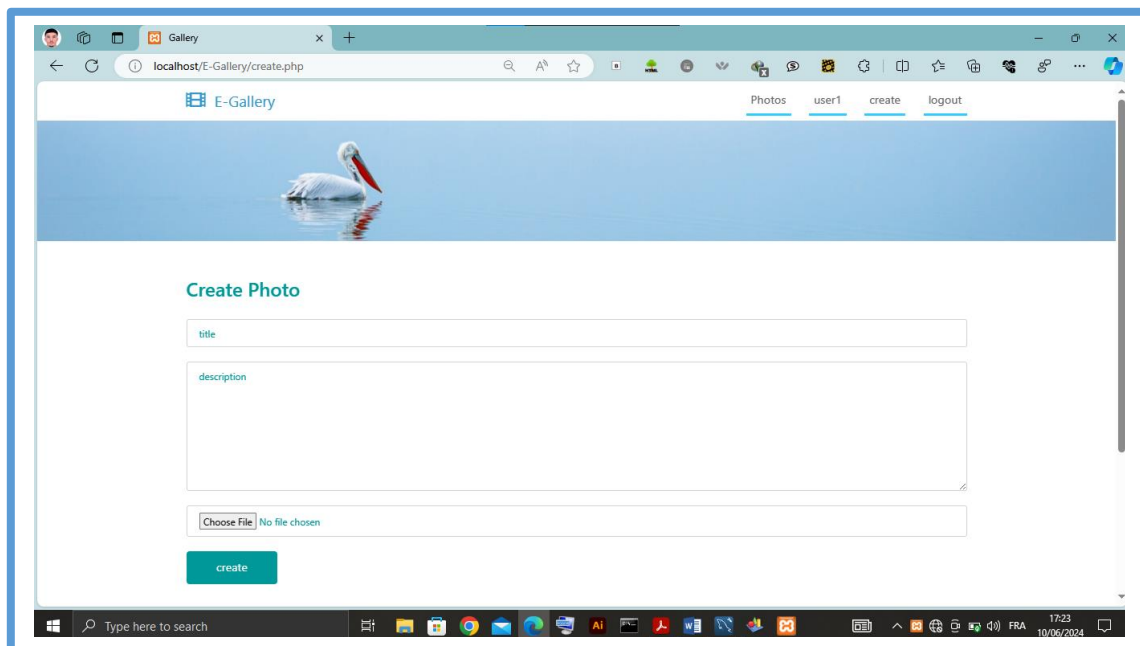 Gallery
localhost/E-Gallery/create.php
E-Gallery
Photos user1 create logout
Create Photo
title
description
Choose File No file chosen
create
Type here to search
Ai
FRA
17:23
10/06/2024